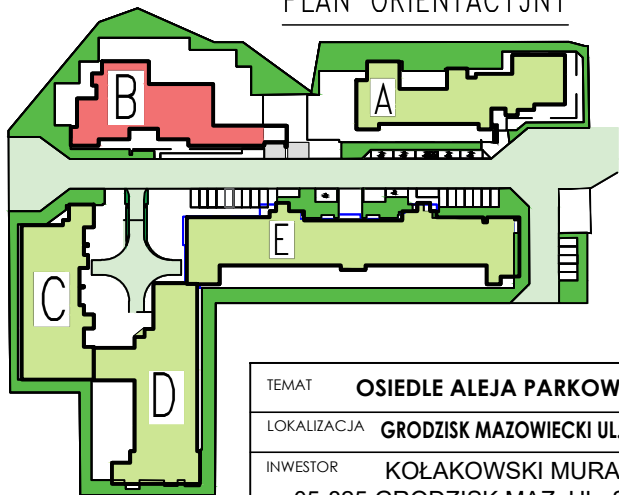 PLAN ORIENTACYJNY
B
A
E
C
D
TEMAT OSIEDLE ALEJA PARKOW
LOKALIZACJA GRODZISK MAZOWIECKI UL.
INWESTOR KOŁAKOWSKI MURA